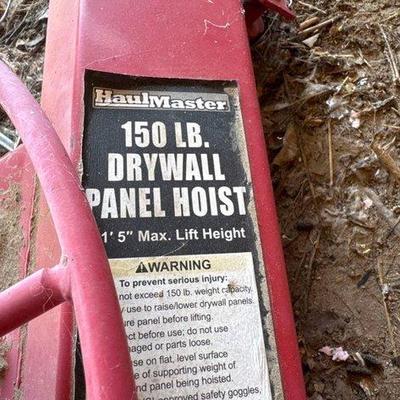 HaulMaster
150 LB.
DRYWALL
PANEL HOIST
1' 5" Max. Lift Height
WARNING
To prevent serious injury:
not exceed 150 lb. weight capacity.
use to raise/lower drywall panels
panel before lifting.
before use; do not use
or parts loose.
on flat, level surface
of supporting weight of
panel being hoisted.
approved safety goggles,